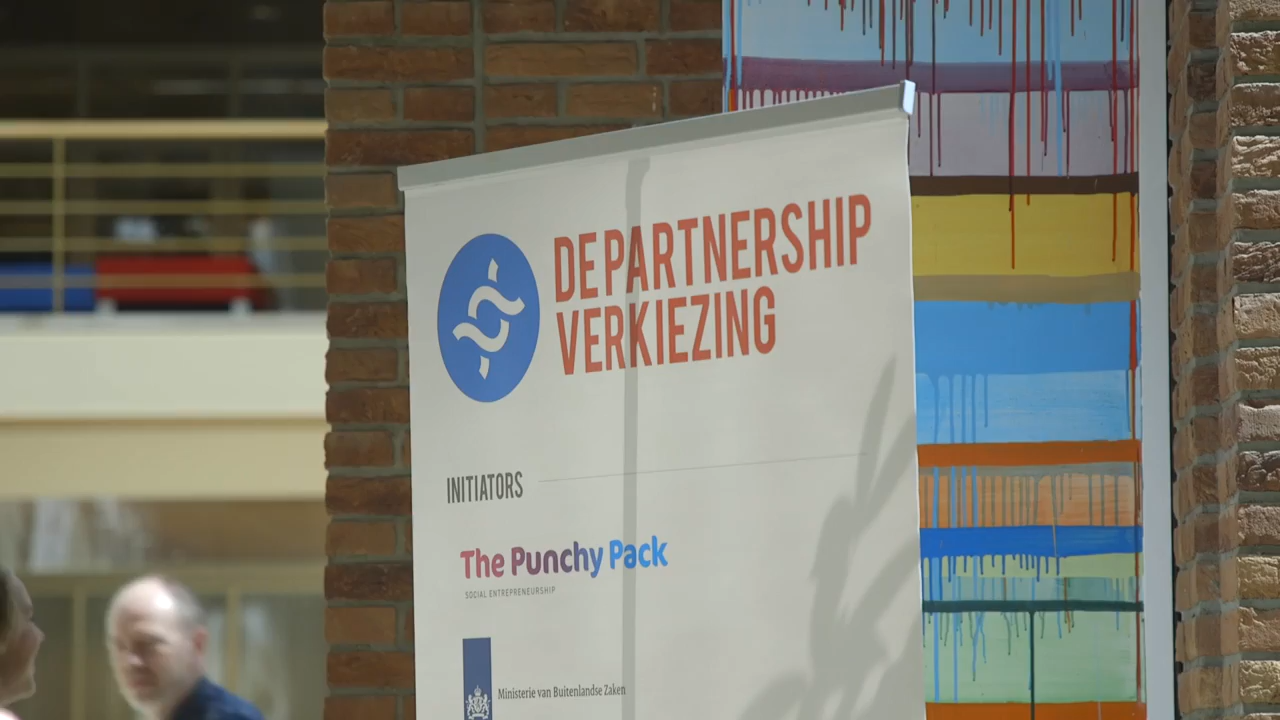 DE PARTNERSHIP
VERKIEZING
INITIATORS
The Punchy Pack
SOCIAL ENTREPRENEURSHIP
Ministerie van Buitenlandse Zaken